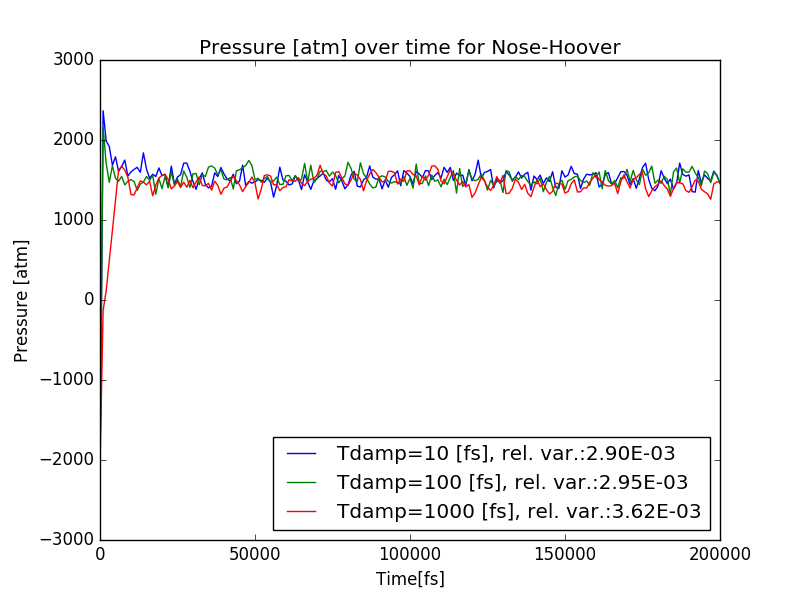 Pressure [atm] over time for Nose-Hoover
3000
2000
1000
0
−1000
−2000
−3000
Pressure [atm]
Tdamp=10 [fs], rel. var.:2.90E-03
Tdamp=100 [fs], rel. var.:2.95E-03
Tdamp=1000 [fs], rel. var.:3.62E-03
0 50000 100000 150000 200000
Time[fs]